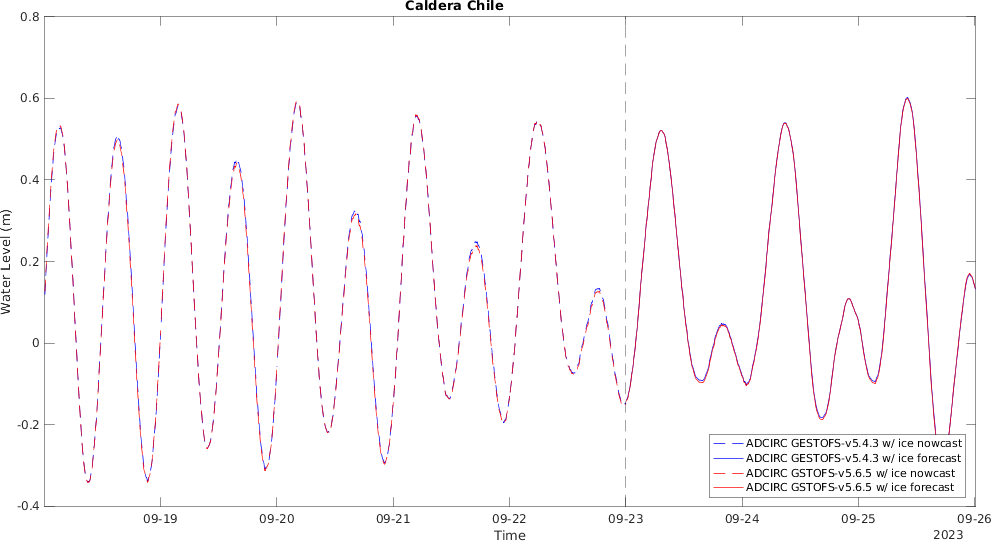 Caldera Chile
Water Level (m)
0.8
0.6
0.4
0.2
0
-0.2
-0.4
09-19
09-20
09-21
09-22
09-23
09-24
09-25
09-26
Time
2023
ADCIRC GESTOFS-v5.4.3 w/ ice nowcast
ADCIRC GESTOFS-v5.4.3 w/ ice forecast
ADCIRC GSTOFS-v5.6.5 w/ ice nowcast
ADCIRC GSTOFS-v5.6.5 w/ ice forecast